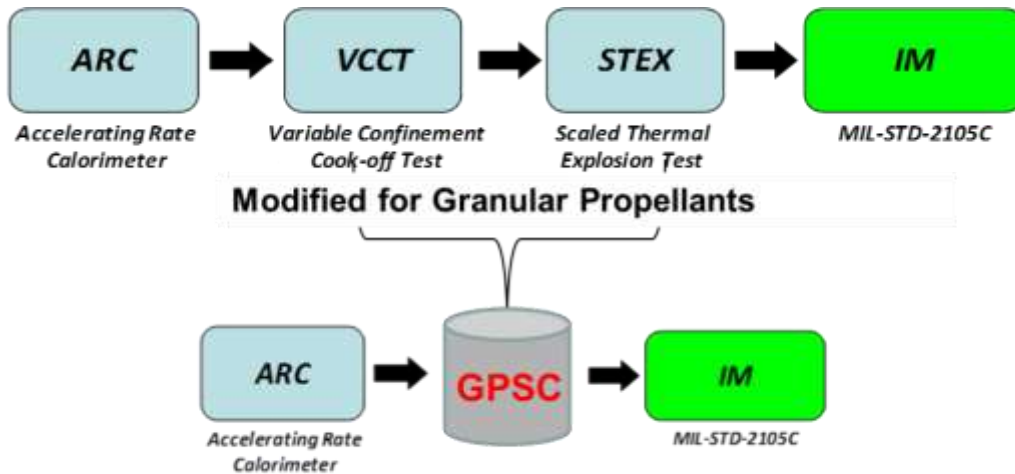 ARC
VCCT
STEX
IM
Accelerating Rate
Calorimeter
Variable Confinement
Cook-off Test
Scaled Thermal
Explosion Test
MIL-STD-2105C
Modified for Granular Propellants
ARC
GPSC
IM
Accelerating Rate
Calorimeter
MIL-STD-2105C